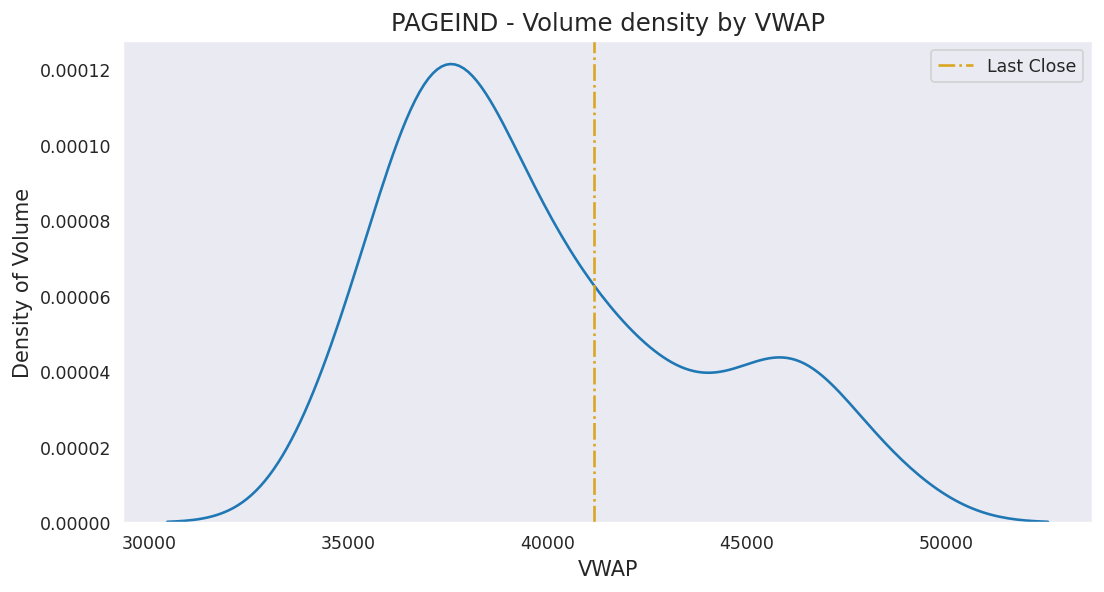 PAGEIND - Volume density by VWAP
Last Close
Density of Volume
0.00012
0.00010
0.00008
0.00006
0.00004
0.00002
0.00000
30000 35000 40000 45000 50000
VWAP